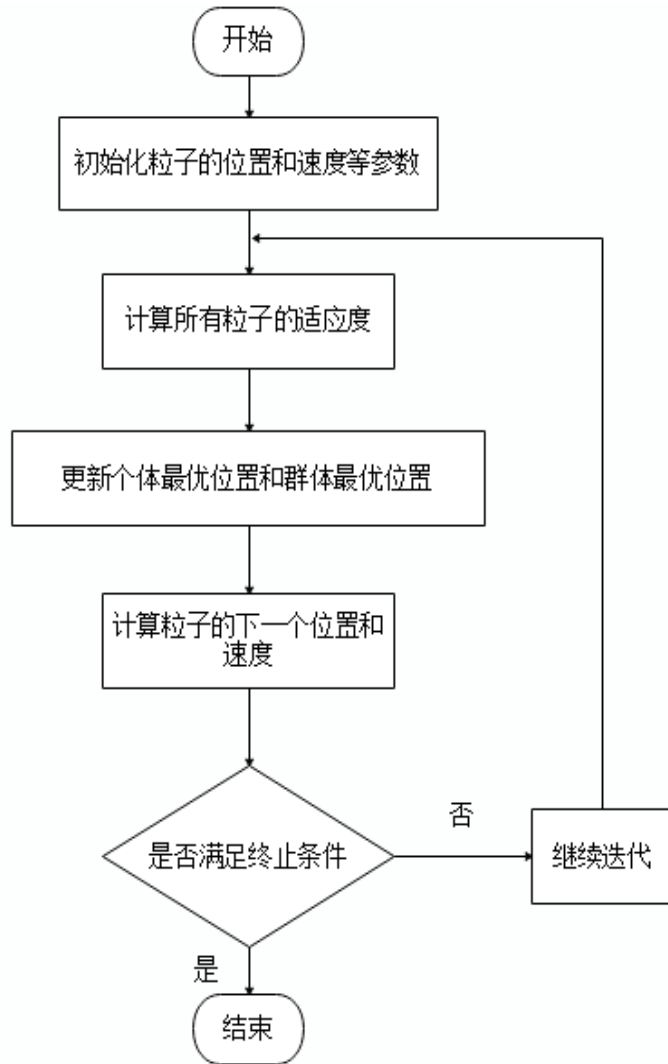 开始
初始化粒子的位置和速度等参数
计算所有粒子的适应度
更新个体最优位置和群体最优位置
计算粒子的下一个位置和
速度
是否满足终止条件
否
继续迭代
是
结束